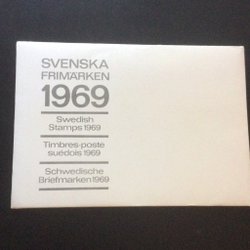 SVENSKA
FRIMÄRKEN
1969
Swedish
Stamps 1969
Timbres-poste
suédois 1969
Schwedische
Briefmarken 1969